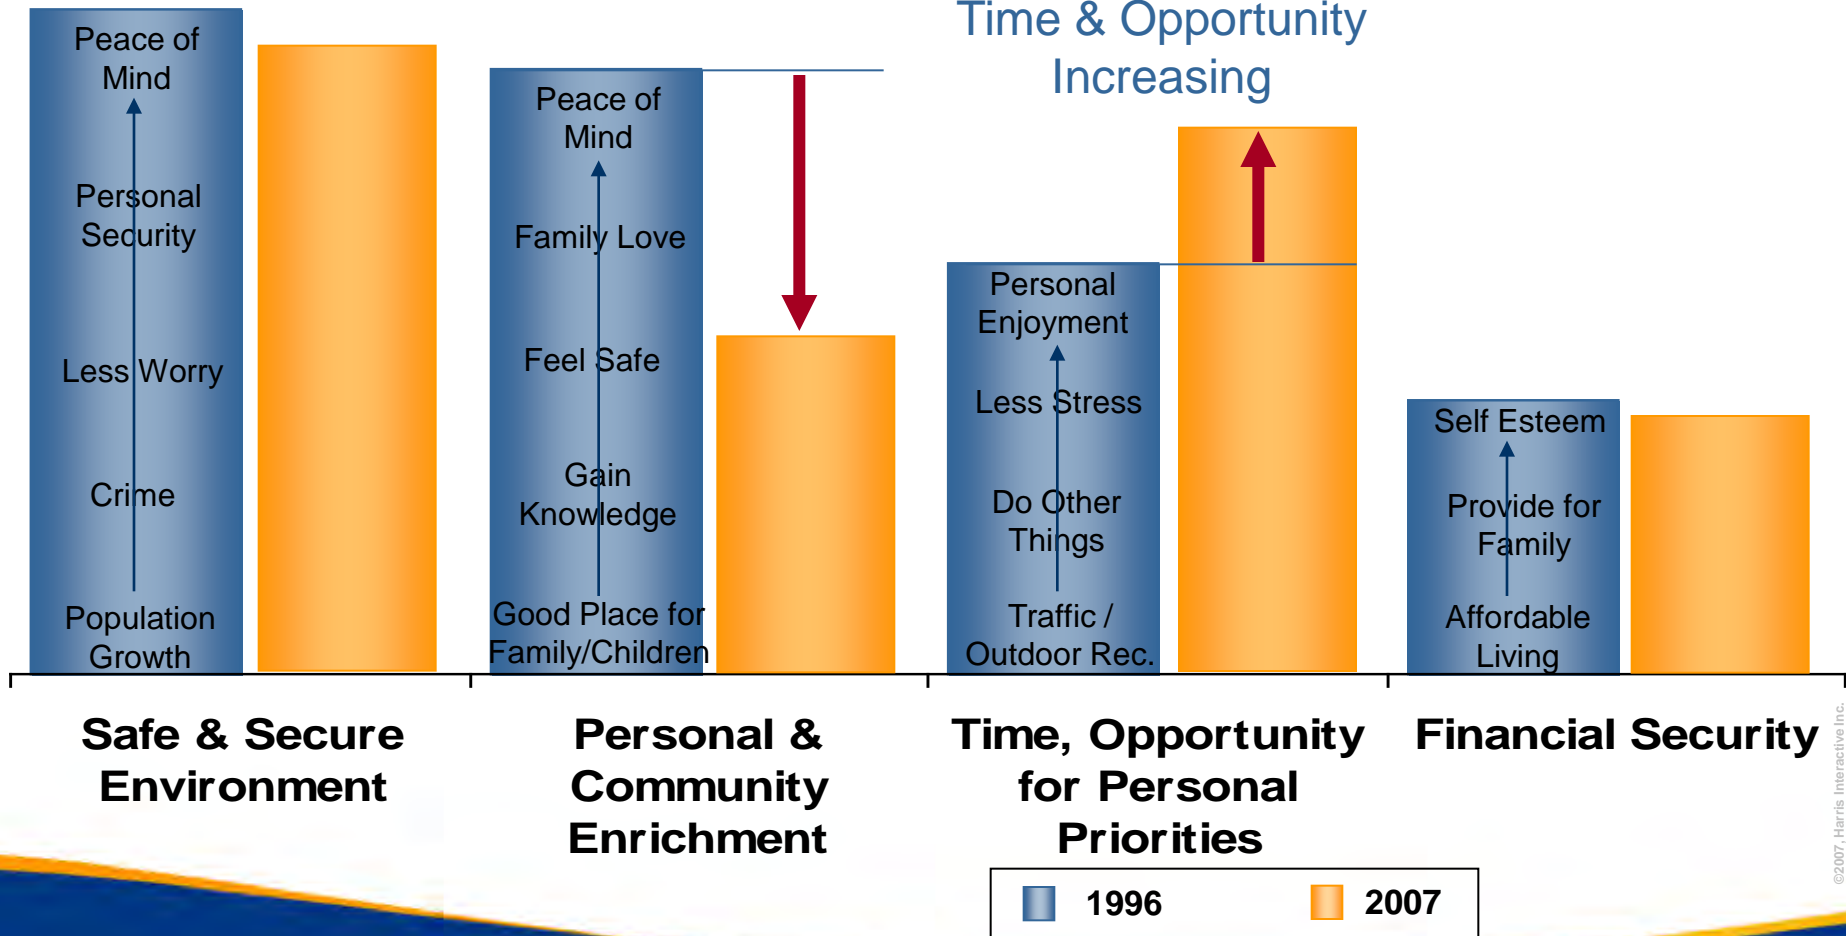 Time & Opportunity
Increasing
Peace of
Mind
Personal
Security
Less Worry
Crime
Population
Growth
Peace of
Mind
Family Love
Feel Safe
Gain
Knowledge
Good Place for
Family/Children
Personal
Enjoyment
Less Stress
Do Other
Things
Traffic /
Outdoor Rec.
Self Esteem
Provide for
Family
Affordable
Living
Safe & Secure
Environment
Personal &
Community
Enrichment
Time, Opportunity
for Personal
Priorities
Financial Security
1996
2007
©2007, Harris Interactive Inc.